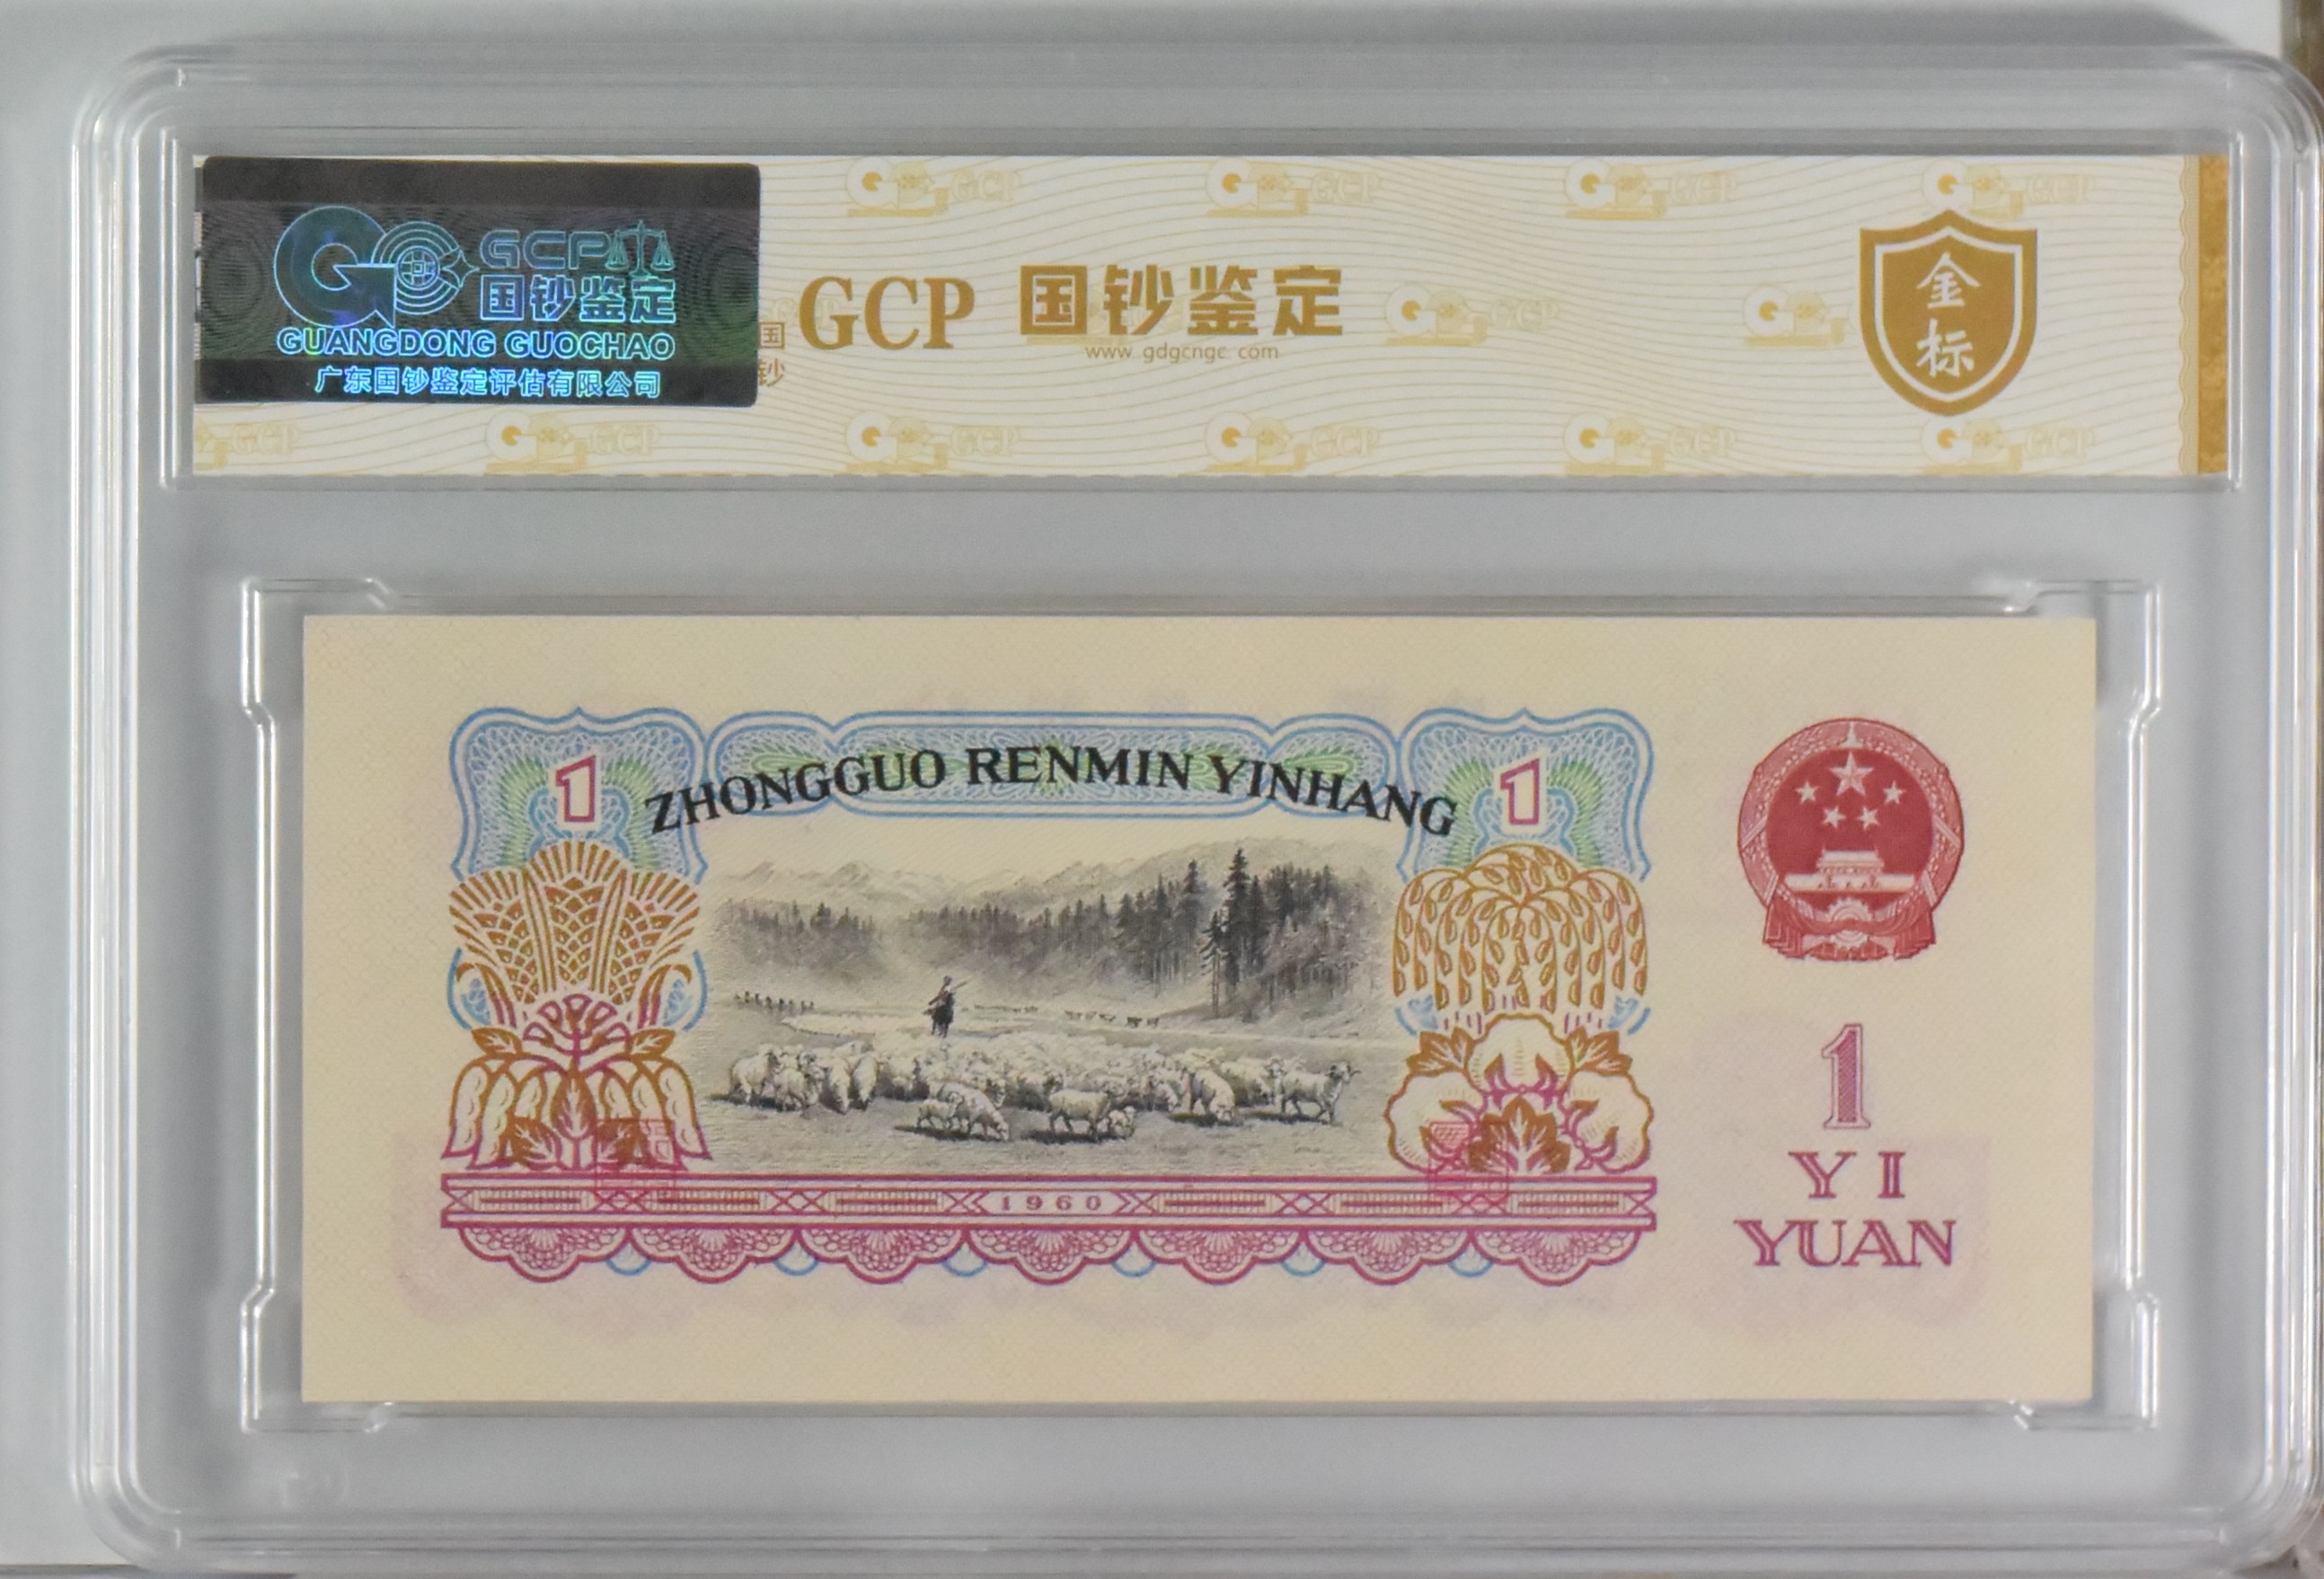 GCP
国钞鉴定
GUANGDONG GUOCHAO
广东国钞鉴定评估有限公司
国钞
GCP 国钞鉴定
www.gdgcngc.com
金标
ZHONGGUO RENMIN YINHANG
1
1
1960
1
YI
YUAN